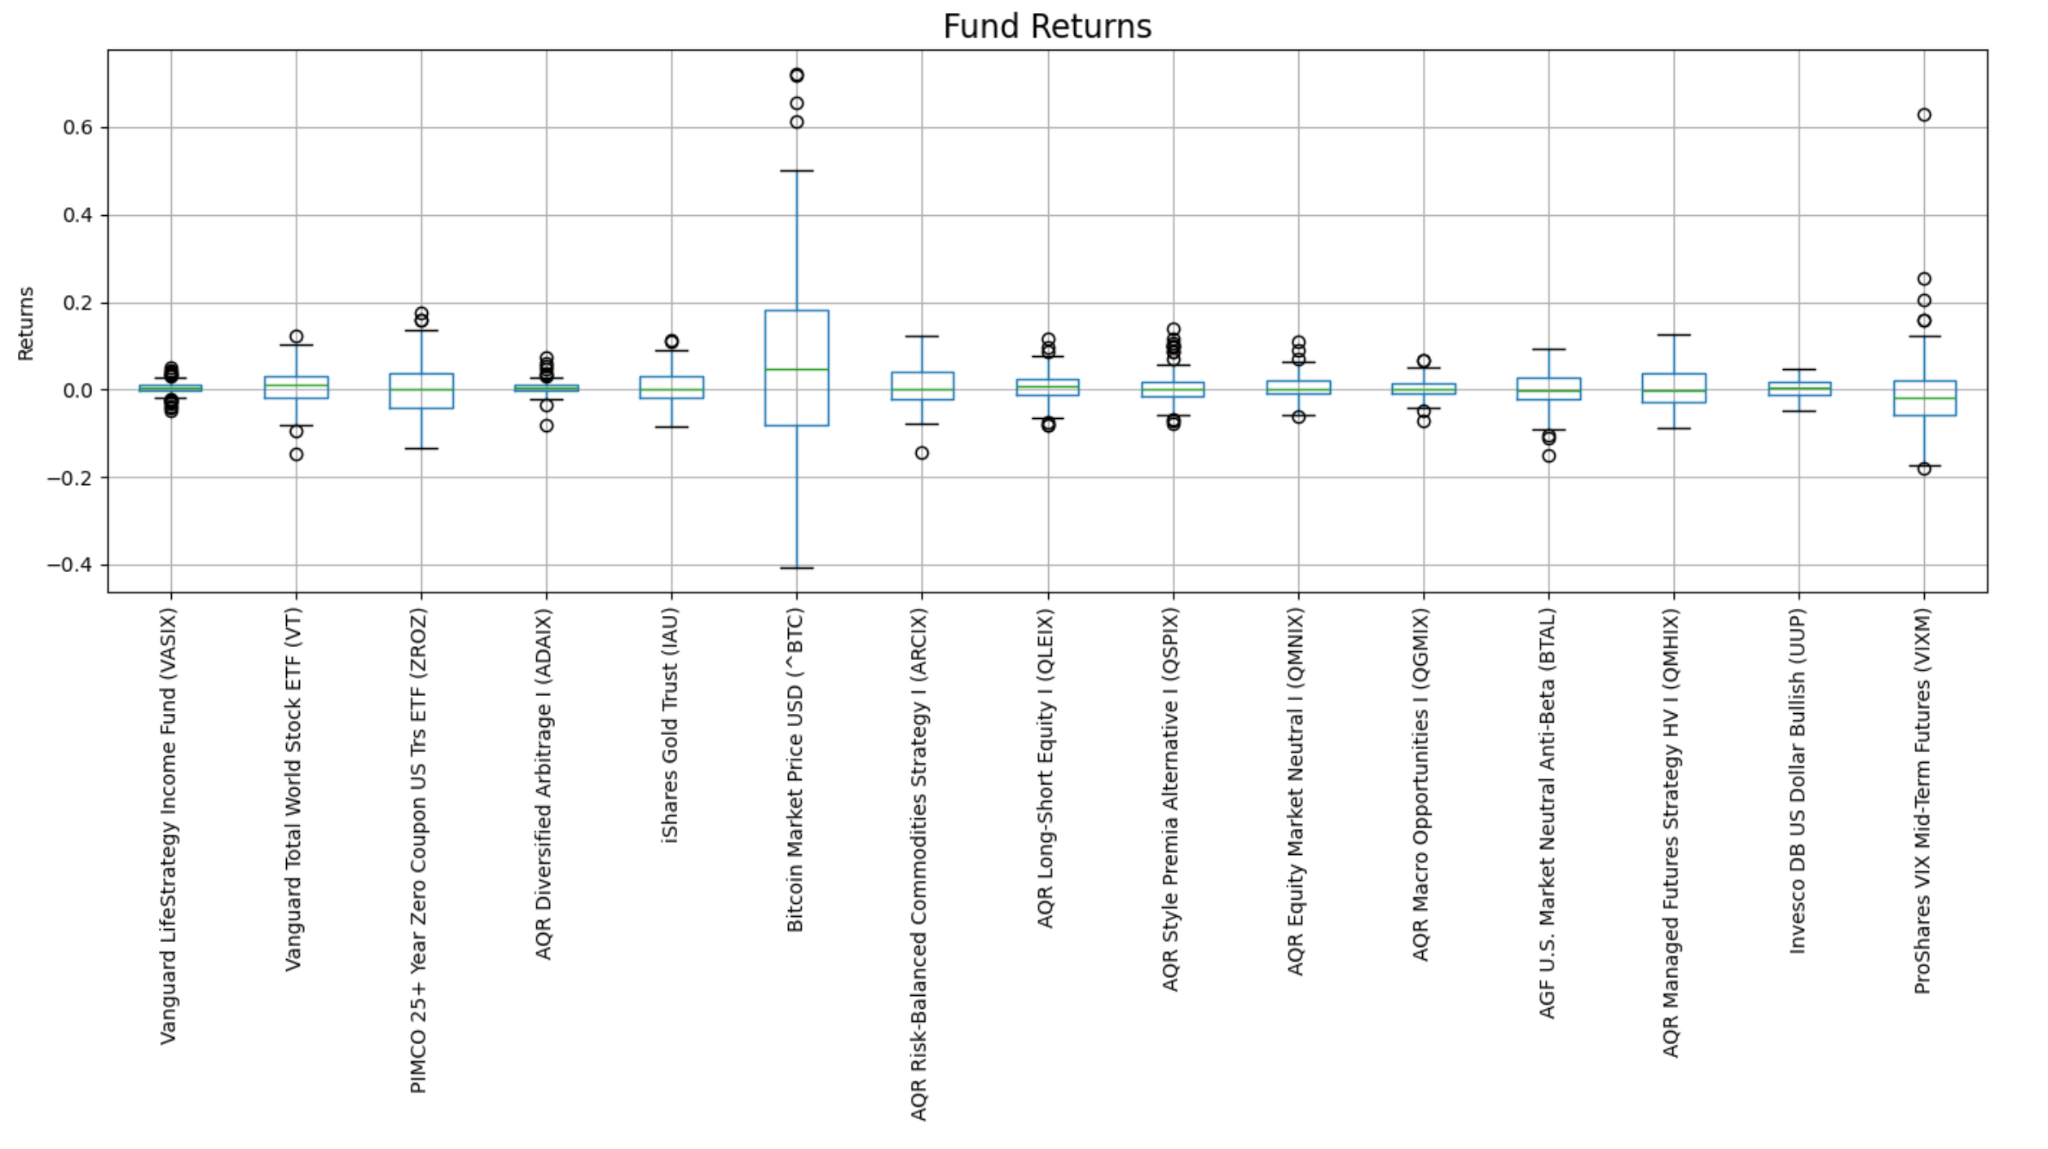 Fund Returns
Returns
0.6
0.4
0.2
0.0
−0.2
−0.4
Vanguard LifeStrategy Income Fund (VASIX)
Vanguard Total World Stock ETF (VT)
PIMCO 25+ Year Zero Coupon US Trs ETF (ZROZ)
AQR Diversified Arbitrage I (ADAIX)
iShares Gold Trust (IAU)
Bitcoin Market Price USD (^BTC)
AQR Risk-Balanced Commodities Strategy I (ARCIX)
AQR Long-Short Equity I (QLEIX)
AQR Style Premia Alternative I (QSPIX)
AQR Equity Market Neutral I (QMNIX)
AQR Macro Opportunities I (QGMIX)
AGF U.S. Market Neutral Anti-Beta (BTAL)
AQR Managed Futures Strategy HV I (QMHIX)
Invesco DB US Dollar Bullish (UUP)
ProShares VIX Mid-Term Futures (VIXM)